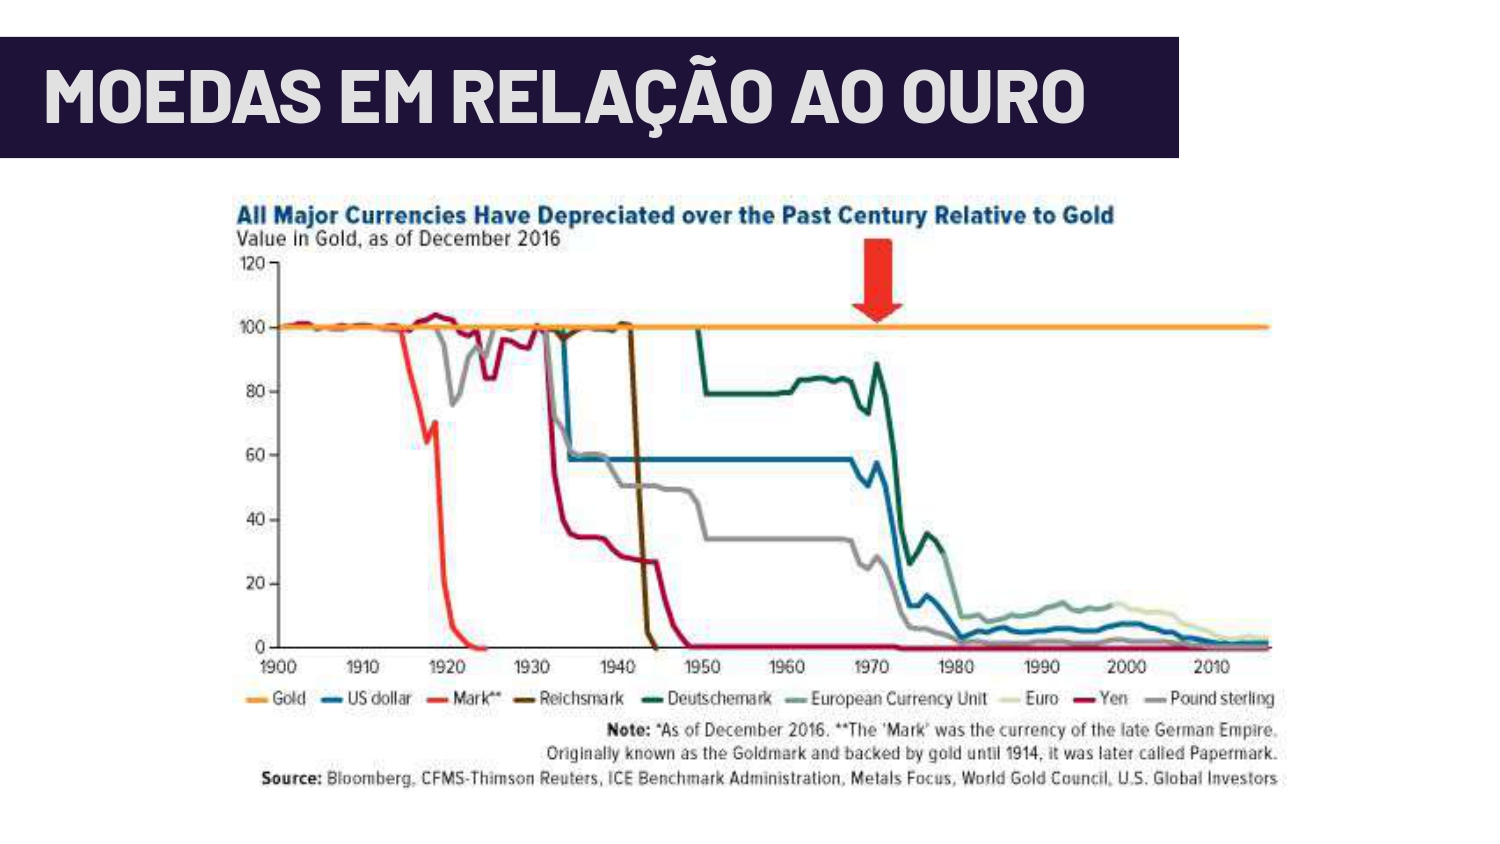 MOEDAS EM RELAÇÃO AO OURO
All Major Currencies Have Depreciated over the Past Century Relative to Gold
Value in Gold, as of December 2016
120
100
80
60
40
20
0
1900 1910 1920 1930 1940 1950 1960 1970 1980 1990 2000 2010
Gold US dollar Mark** Reichsmark Deutschemark European Currency Unit Euro Yen Pound sterling
Note: *As of December 2016. **The 'Mark' was the currency of the late German Empire.
Originally known as the Goldmark and backed by gold until 1914, it was later called Papermark.
Source: Bloomberg, CFMS-Thimson Reuters, ICE Benchmark Administration, Metals Focus, World Gold Council, U.S. Global Investors